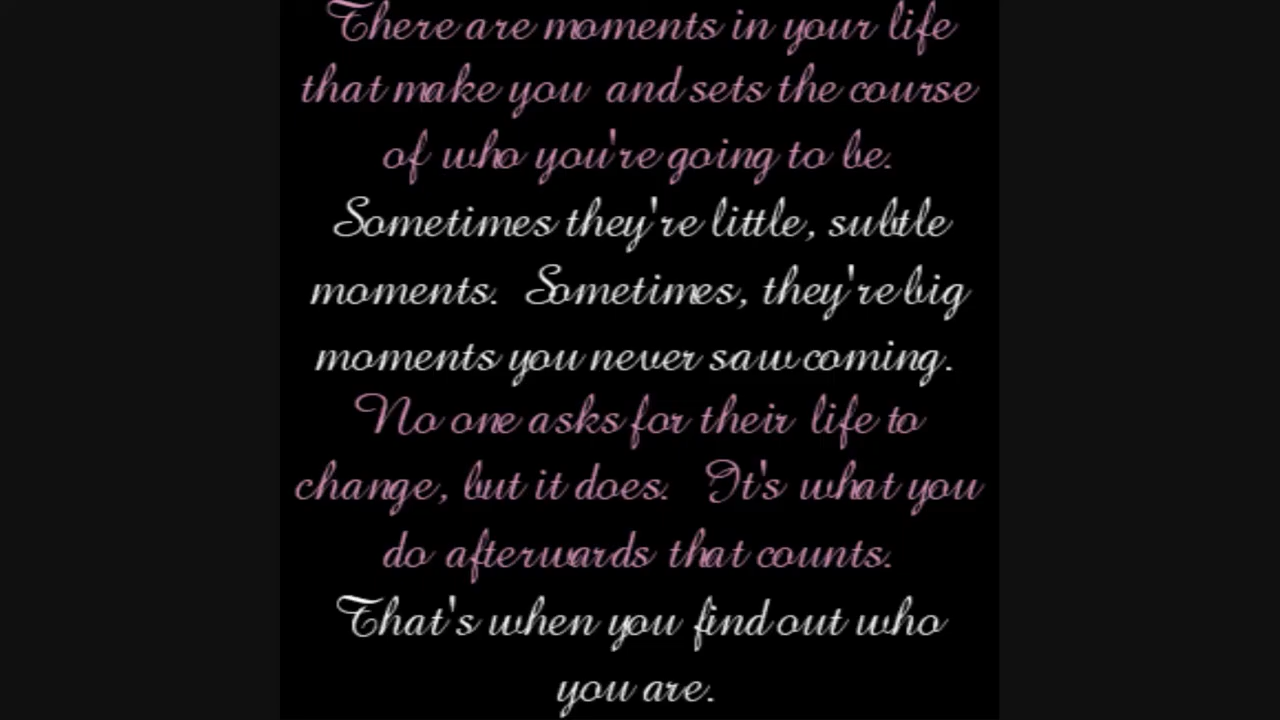 There are moments in your life
that make you and sets the course
of who you're going to be.
Sometimes they're little, subtle
moments. Sometimes, they're big
moments you never saw coming.
No one asks for their life to
change, but it does. It's what you
do afterwards that counts.
That's when you find out who
you are.